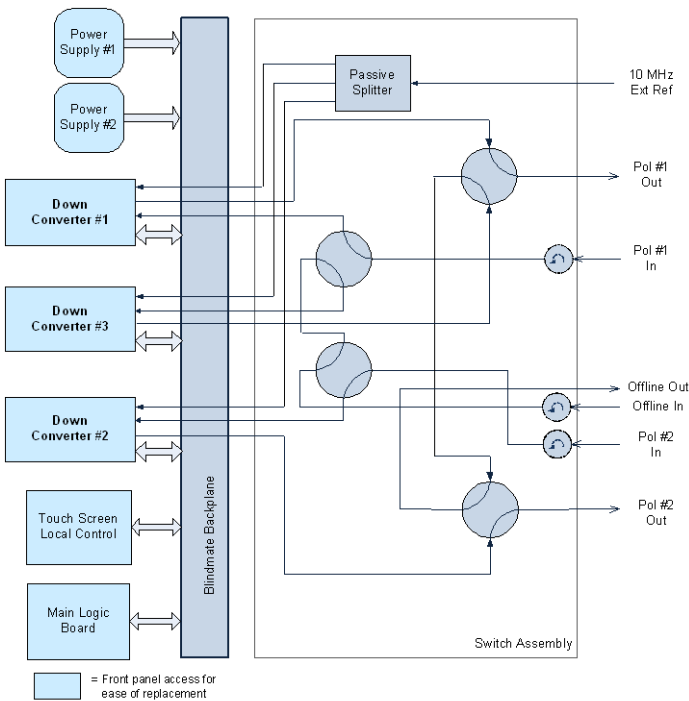 Power
Supply #1
Power
Supply #2
Passive
Splitter
10 MHz
Ext Ref
Down
Converter #1
Pol #1
Out
Pol #1
In
Down
Converter #3
Offline Out
Offline In
Down
Converter #2
Pol #2
In
Pol #2
Out
Touch Screen
Local Control
Blindmate Backplane
Main Logic
Board
Switch Assembly
= Front panel access for
ease of replacement